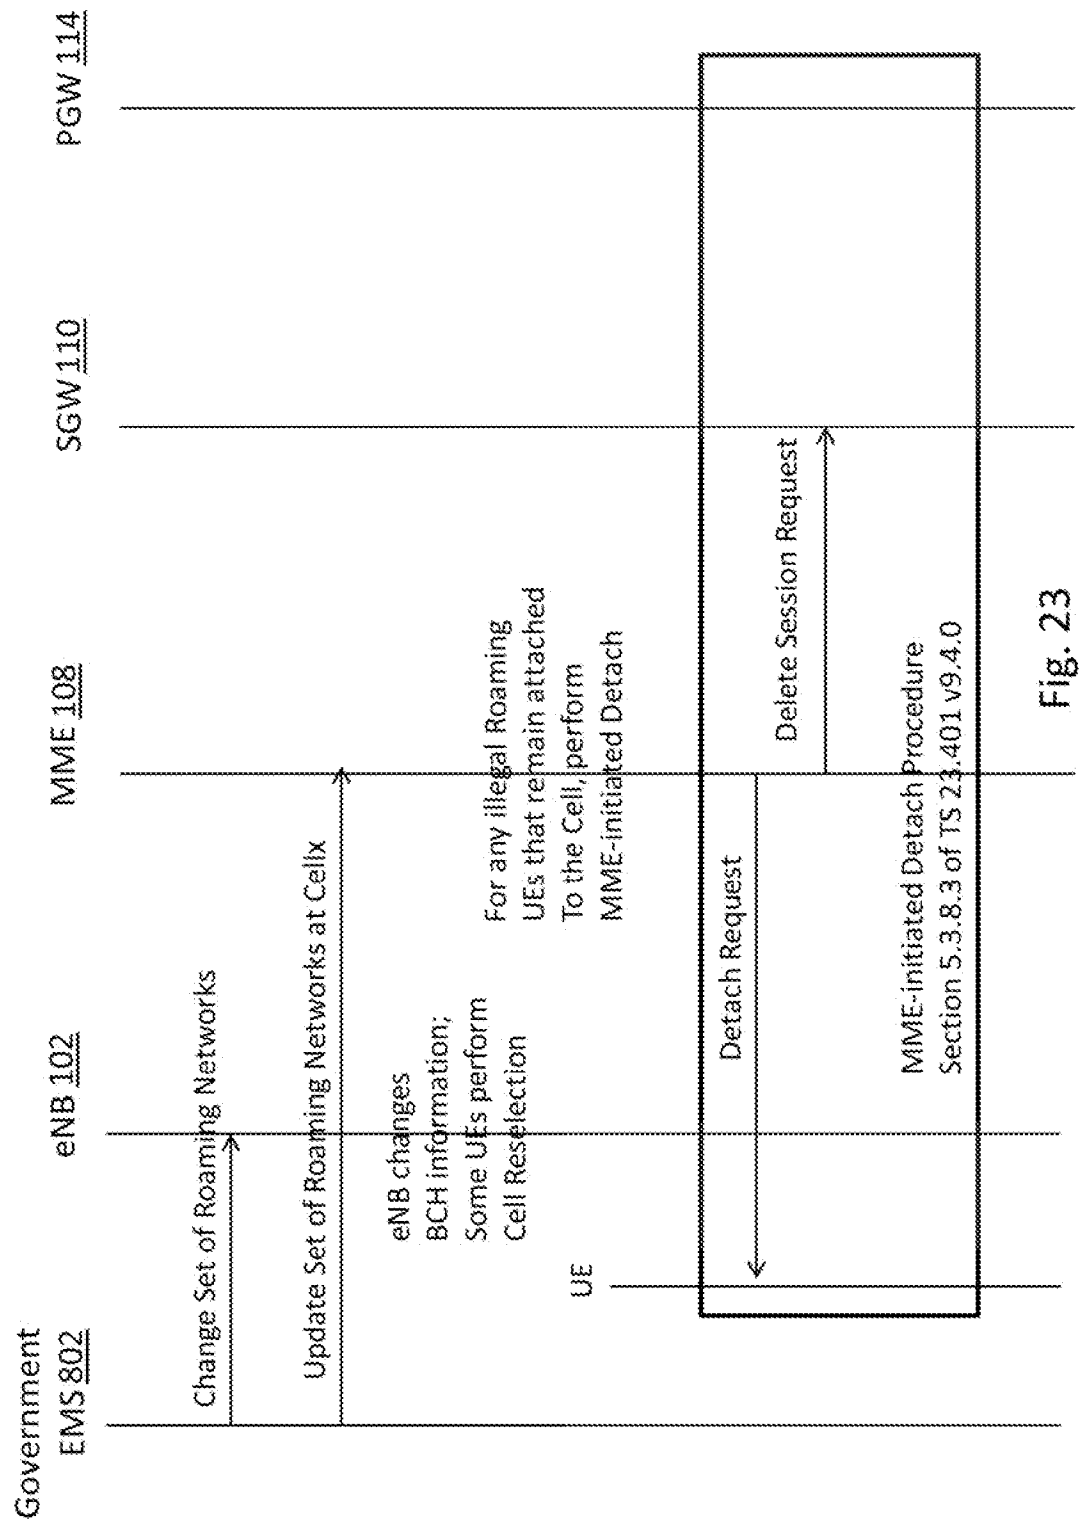 Government
EMS 802
eNB 102
MME 108
SGW 110
PGW 114
Change Set of Roaming Networks
Update Set of Roaming Networks at Cellx
eNB changes
BCH information;
Some UEs perform
Cell Reselection
For any illegal Roaming
UEs that remain attached
To the Cell, perform
MME-initiated Detach
UE
Detach Request
Delete Session Request
MME-initiated Detach Procedure
Section 5.3.8.3 of TS 23.401 v9.4.0
Fig. 23